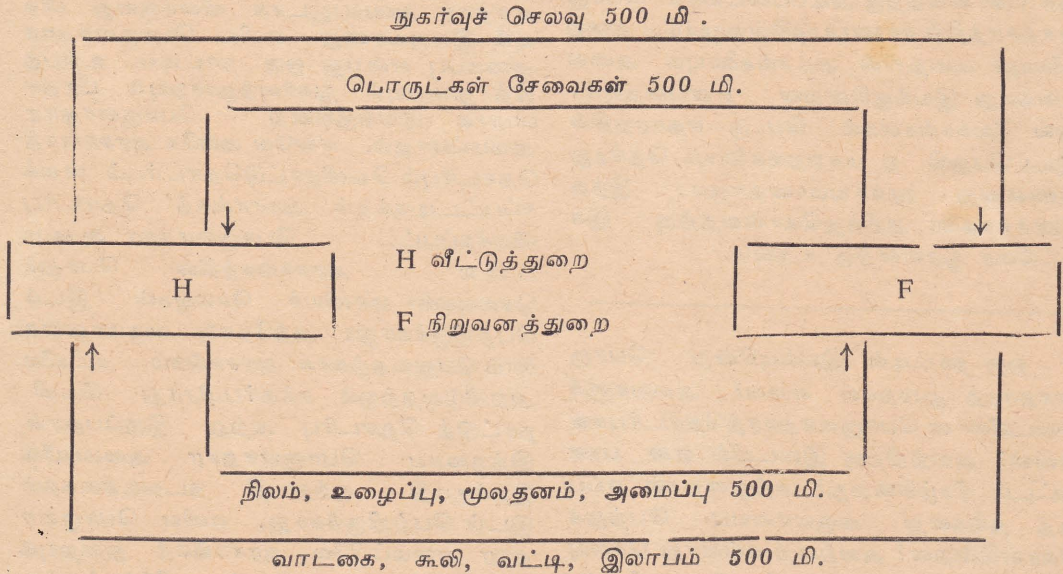 நுகர்வுச் செலவு 500 மி.
பொருட்கள் சேவைகள் 500 மி.
H வீட்டுத்துறை
H
F
F நிறுவனத்துறை
நிலம், உழைப்பு, மூலதனம், அமைப்பு 500 மி.
வாடகை, கூலி, வட்டி, இலாபம் 500 மி.